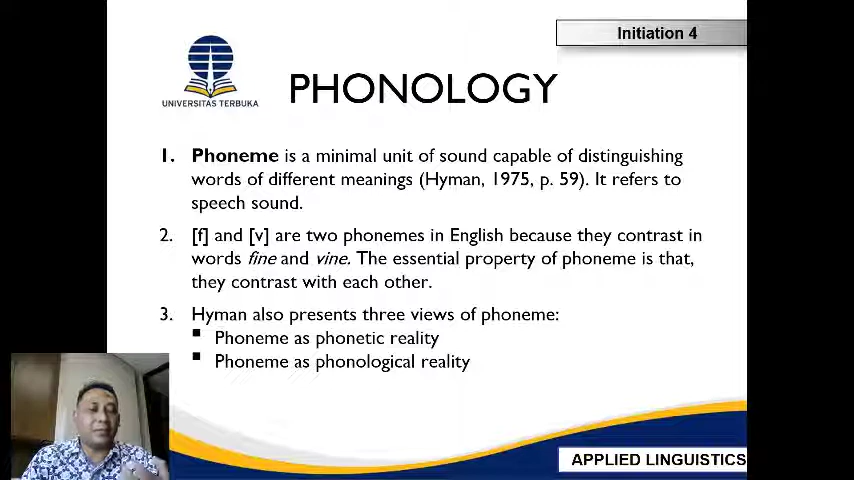 Initiation 4
UNIVERSITAS TERBUKA
PHONOLOGY
1. Phoneme is a minimal unit of sound capable of distinguishing
words of different meanings (Hyman, 1975, p. 59). It refers to
speech sound.
2. [f] and [v] are two phonemes in English because they contrast in
words fine and vine. The essential property of phoneme is that,
they contrast with each other.
3. Hyman also presents three views of phoneme:
▪ Phoneme as phonetic reality
▪ Phoneme as phonological reality
APPLIED LINGUISTICS